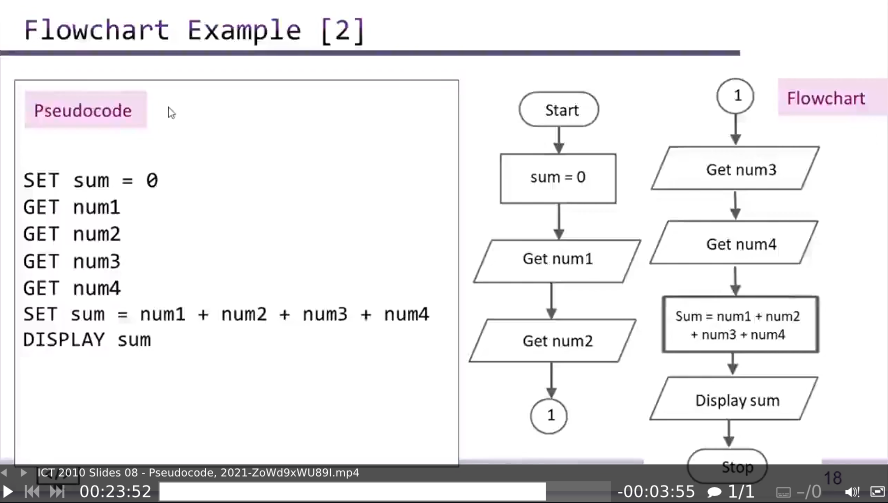 Flowchart Example [2]
Pseudocode
SET sum = 0
GET num1
GET num2
GET num3
GET num4
SET sum = num1 + num2 + num3 + num4
DISPLAY sum
Start
sum = 0
Get num1
Get num2
1
Flowchart
1
Get num3
Get num4
Sum = num1 + num2
+ num3 + num4
Display sum
Stop
18
ICT 2010 Slides 08 - Pseudocode, 2021-ZoWd9xWU89I.mp4
00:23:52
-00:03:55
1/1
–/0